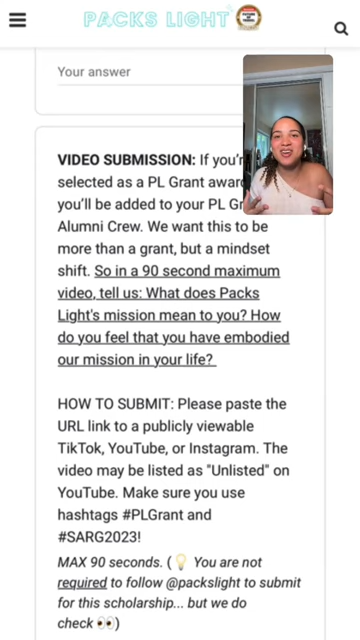 PACKS LIGHT
Your answer
VIDEO SUBMISSION: If you'r
selected as a PL Grant awar
you'll be added to your PL Gr
Alumni Crew. We want this to be
more than a grant, but a mindset
shift. So in a 90 second maximum
video, tell us: What does Packs
Light's mission mean to you? How
do you feel that you have embodied
our mission in your life?
HOW TO SUBMIT: Please paste the
URL link to a publicly viewable
TikTok, YouTube, or Instagram. The
video may be listed as "Unlisted" on
YouTube. Make sure you use
hashtags #PLGrant and
#SARG2023!
MAX 90 seconds. (💡 You are not
required to follow @packslight to submit
for this scholarship... but we do
check 👀)